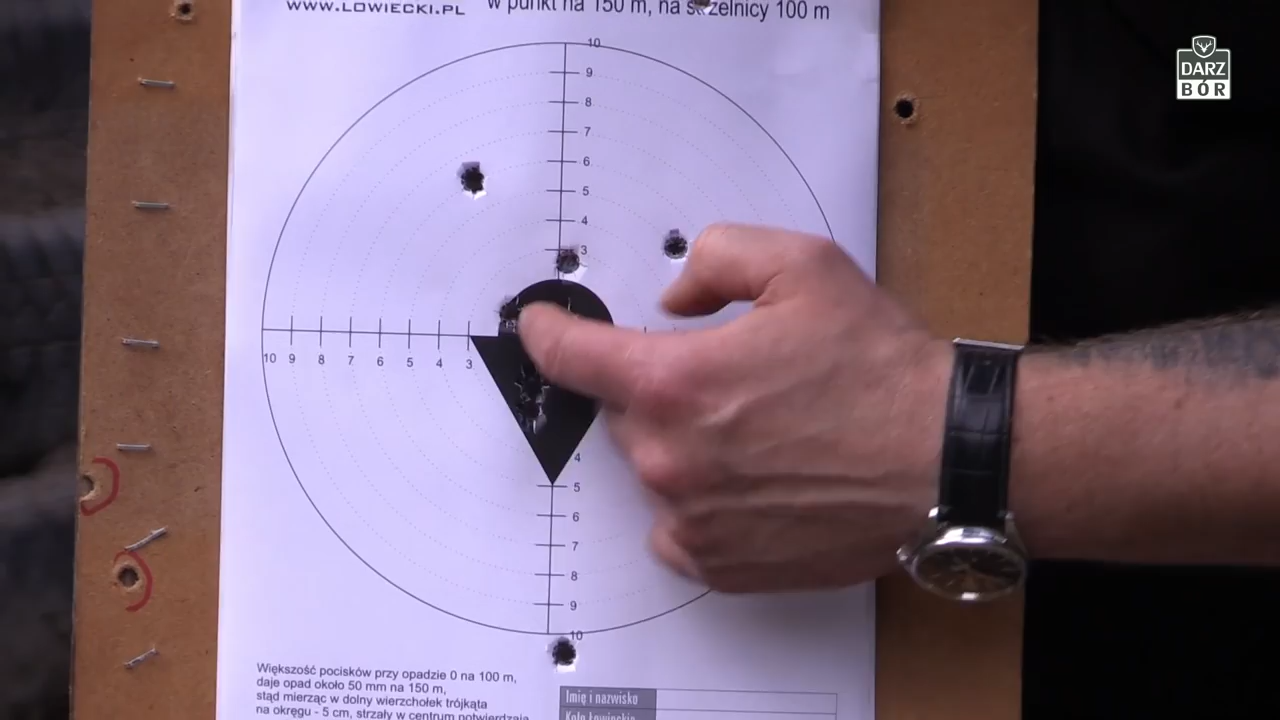 www.LOWIECKI.PL w punkt na 150 m, na strzelnicy 100 m
DARZ
BÓR
10
9
8
7
6
5
4
3
10 9 8 7 6 5 4 3
4
5
6
7
8
9
10
Większość pocisków przy opadzie 0 na 100 m,
daje opad około 50 mm na 150 m,
stąd mierząc w dolny wierzchołek trójkąta
na okręgu - 5 cm, strzały w centrum potwierdzają
Imię i nazwisko
Koło Łowieckie